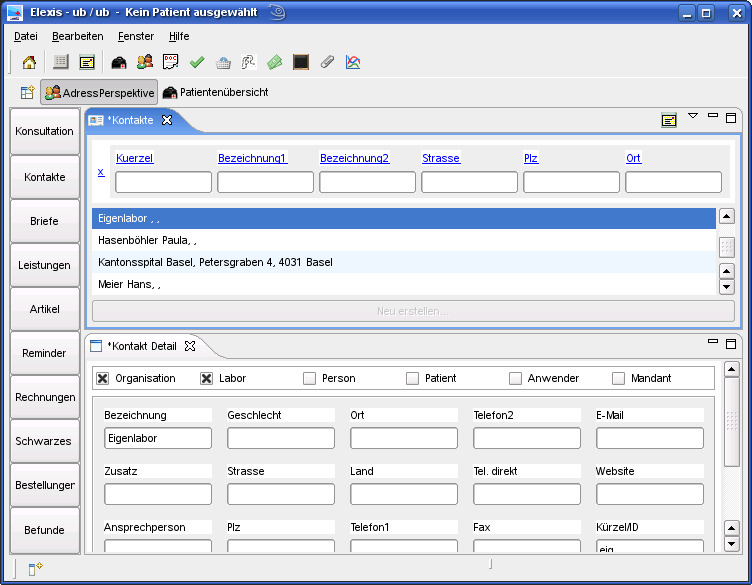 Elexis - ub / ub - Kein Patient ausgewählt
Datei Bearbeiten Fenster Hilfe
AdressPerspektive Patientenübersicht
Konsultation
Kontakte
Briefe
Leistungen
Artikel
Reminder
Rechnungen
Schwarzes
Bestellungen
Befunde
*Kontakte
x Kuerzel Bezeichnung1 Bezeichnung2 Strasse Plz Ort
Eigenlabor , ,
Hasenböhler Paula, ,
Kantonsspital Basel, Petersgraben 4, 4031 Basel
Meier Hans, ,
Neu erstellen...
*Kontakt Detail
Organisation Labor Person Patient Anwender Mandant
Bezeichnung Geschlecht Ort Telefon2 E-Mail
Eigenlabor
Zusatz Strasse Land Tel. direkt Website
Ansprechperson Plz Telefon1 Fax Kürzel/ID
eig